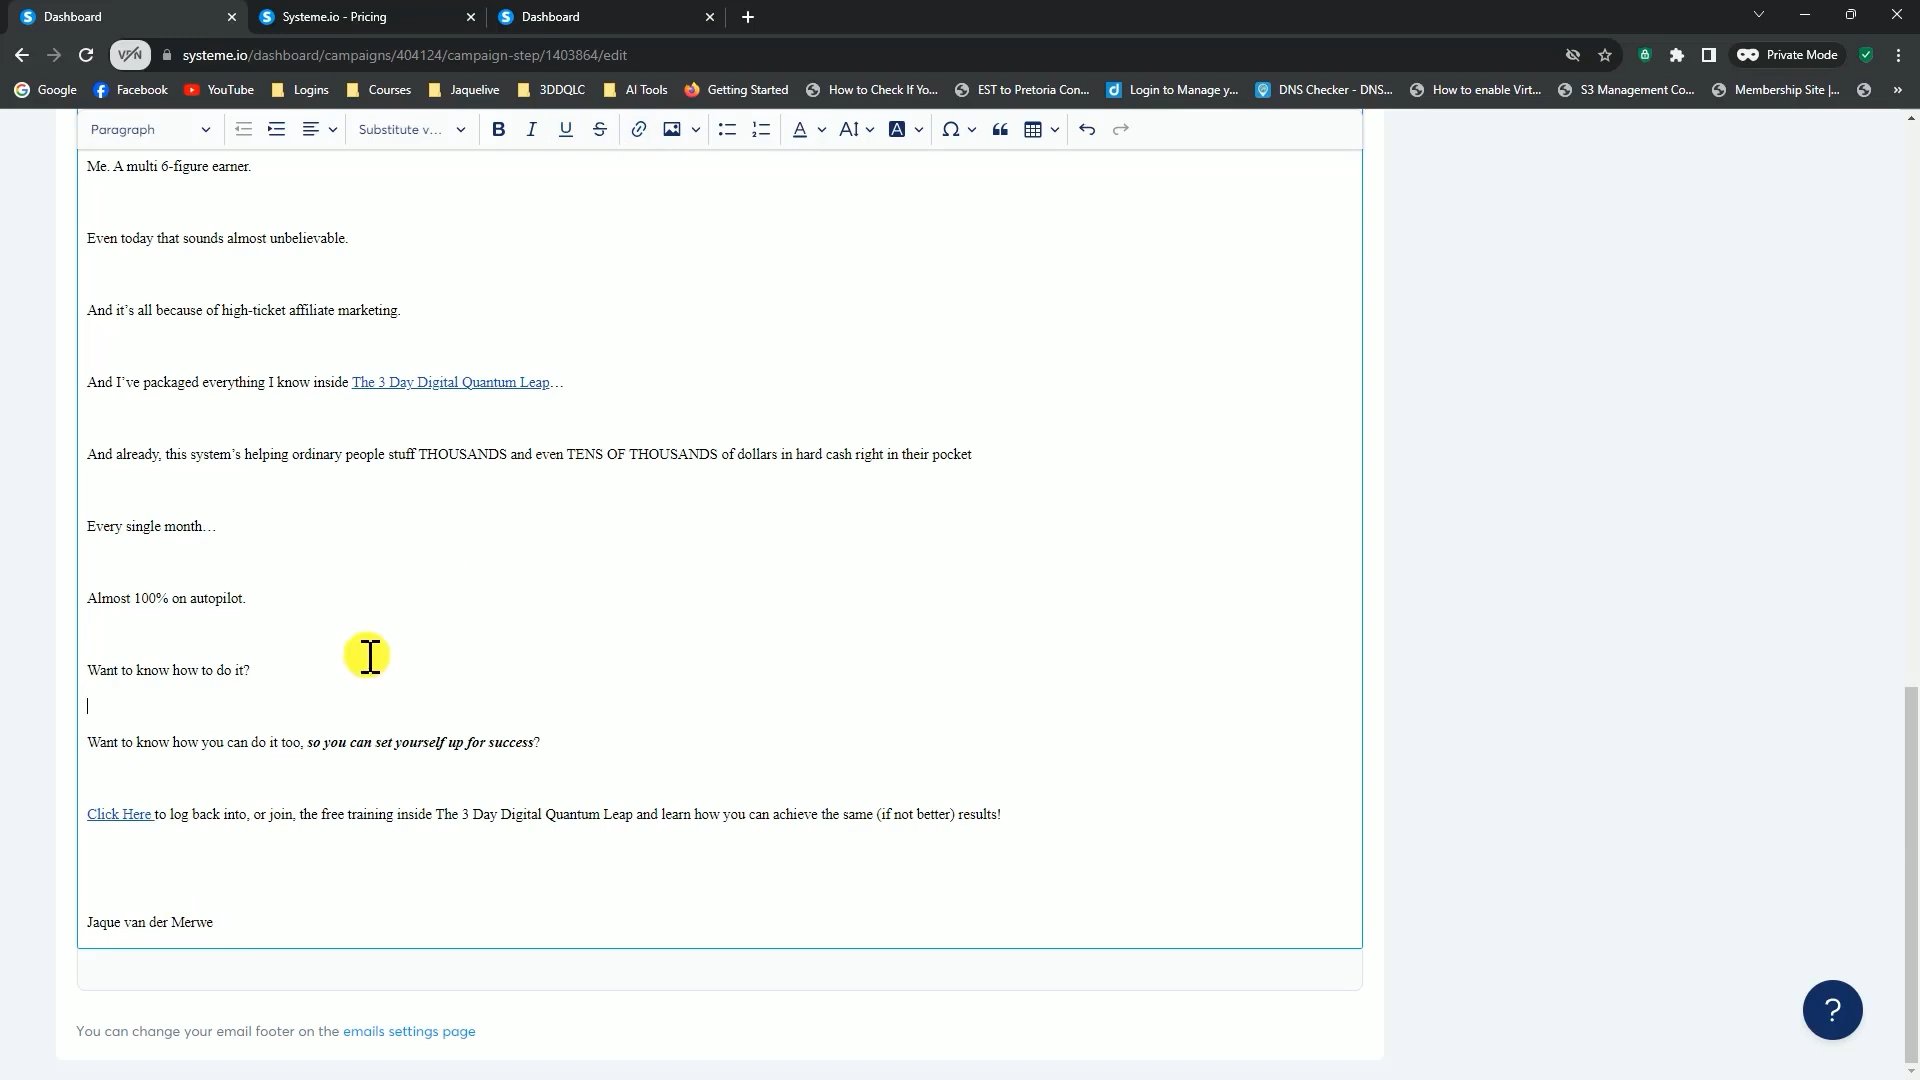 Dashboard
Systeme.io - Pricing
Dashboard
VPN
systeme.io/dashboard/campaigns/404124/campaign-step/1403864/edit
Private Mode
Google
Facebook
YouTube
Logins
Courses
Jaquelive
3DDQLC
AI Tools
Getting Started
How to Check If Yo...
EST to Pretoria Con...
Login to Manage y...
DNS Checker - DNS...
How to enable Virt...
S3 Management Co...
Membership Site |...
Paragraph
Substitute v...
Me. A multi 6-figure earner.
Even today that sounds almost unbelievable.
And it’s all because of high-ticket affiliate marketing.
And I’ve packaged everything I know inside The 3 Day Digital Quantum Leap…
And already, this system’s helping ordinary people stuff THOUSANDS and even TENS OF THOUSANDS of dollars in hard cash right in their pocket
Every single month…
Almost 100% on autopilot.
Want to know how to do it?
Want to know how you can do it too, so you can set yourself up for success?
Click Here to log back into, or join, the free training inside The 3 Day Digital Quantum Leap and learn how you can achieve the same (if not better) results!
Jaque van der Merwe
You can change your email footer on the emails settings page
?